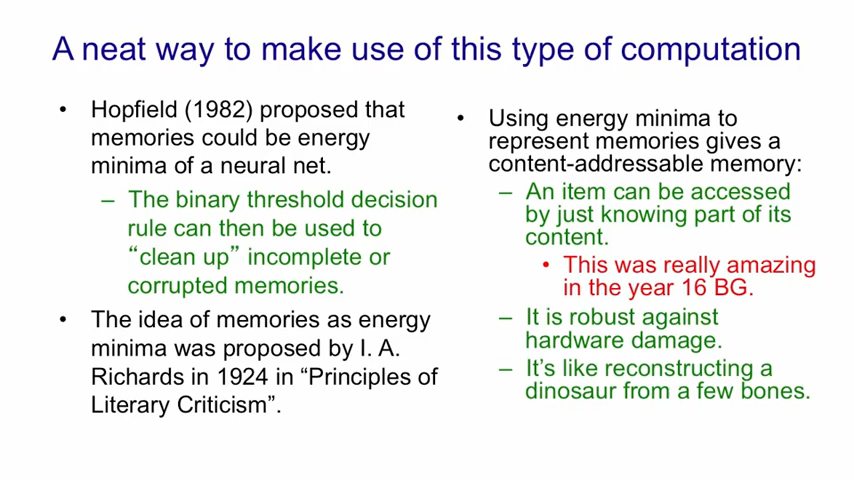 A neat way to make use of this type of computation
• Hopfield (1982) proposed that
memories could be energy
minima of a neural net.
– The binary threshold decision
rule can then be used to
“clean up” incomplete or
corrupted memories.
• The idea of memories as energy
minima was proposed by I. A.
Richards in 1924 in “Principles of
Literary Criticism”.
• Using energy minima to
represent memories gives a
content-addressable memory:
– An item can be accessed
by just knowing part of its
content.
• This was really amazing
in the year 16 BG.
– It is robust against
hardware damage.
– It’s like reconstructing a
dinosaur from a few bones.